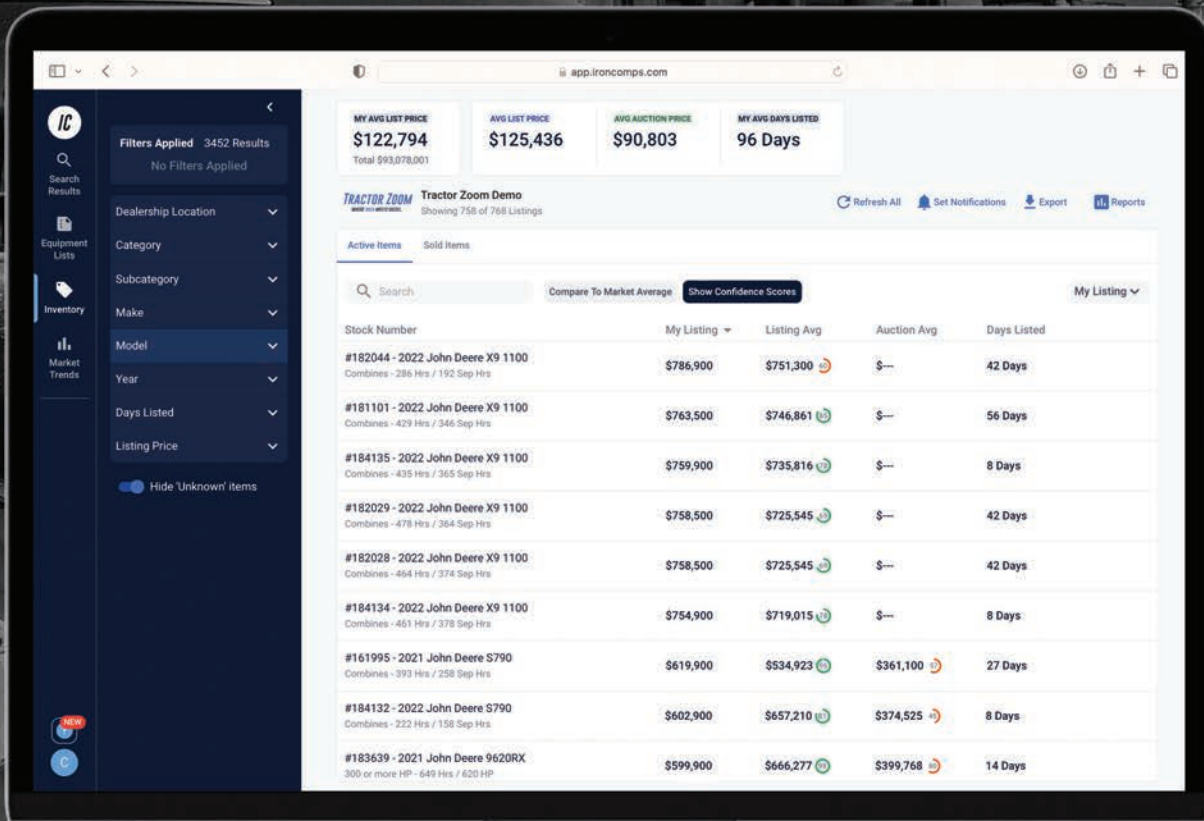 app.ironcomps.com
IC
Search
Results
Equipment
Lists
Inventory
Market
Trends
NEW
C
Filters Applied 3452 Results
No Filters Applied
Dealership Location
Category
Subcategory
Make
Model
Year
Days Listed
Listing Price
Hide 'Unknown' items
MY AVG LIST PRICE
$122,794
Total $93,078,001
AVG LIST PRICE
$125,436
AVG AUCTION PRICE
$90,803
MY AVG DAYS LISTED
96 Days
TRACTOR ZOOM
Tractor Zoom Demo
Showing 758 of 768 Listings
Refresh All Set Notifications Export Reports
Active Items Sold Items
Search Compare To Market Average Show Confidence Scores My Listing
Stock Number My Listing Listing Avg Auction Avg Days Listed
#182044 - 2022 John Deere X9 1100
Combines - 286 Hrs / 192 Sep Hrs
$786,900 $751,300 60 $--- 42 Days
#181101 - 2022 John Deere X9 1100
Combines - 429 Hrs / 346 Sep Hrs
$763,500 $746,861 $--- 56 Days
#184135 - 2022 John Deere X9 1100
Combines - 435 Hrs / 365 Sep Hrs
$759,900 $735,816 78 $--- 8 Days
#182029 - 2022 John Deere X9 1100
Combines - 478 Hrs / 364 Sep Hrs
$758,500 $725,545 $--- 42 Days
#182028 - 2022 John Deere X9 1100
Combines - 464 Hrs / 374 Sep Hrs
$758,500 $725,545 $--- 42 Days
#184134 - 2022 John Deere X9 1100
Combines - 461 Hrs / 378 Sep Hrs
$754,900 $719,015 78 $--- 8 Days
#161995 - 2021 John Deere S790
Combines - 393 Hrs / 258 Sep Hrs
$619,900 $534,923 $361,100 57 27 Days
#184132 - 2022 John Deere S790
Combines - 222 Hrs / 158 Sep Hrs
$602,900 $657,210 $374,525 8 Days
#183639 - 2021 John Deere 9620RX
300 or more HP - 649 Hrs / 620 HP
$599,900 $666,277 $399,768 14 Days